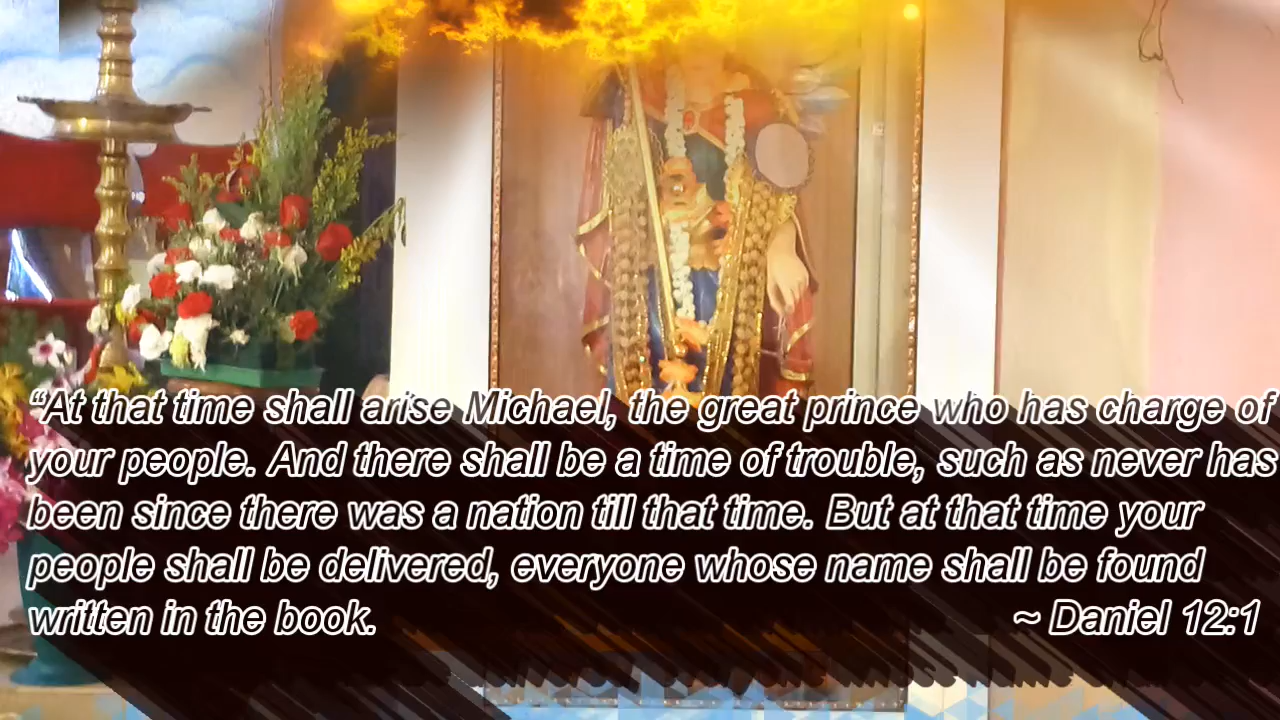 “At that time shall arise Michael, the great prince who has charge of
your people. And there shall be a time of trouble, such as never has
been since there was a nation till that time. But at that time your
people shall be delivered, everyone whose name shall be found
written in the book. ~ Daniel 12:1